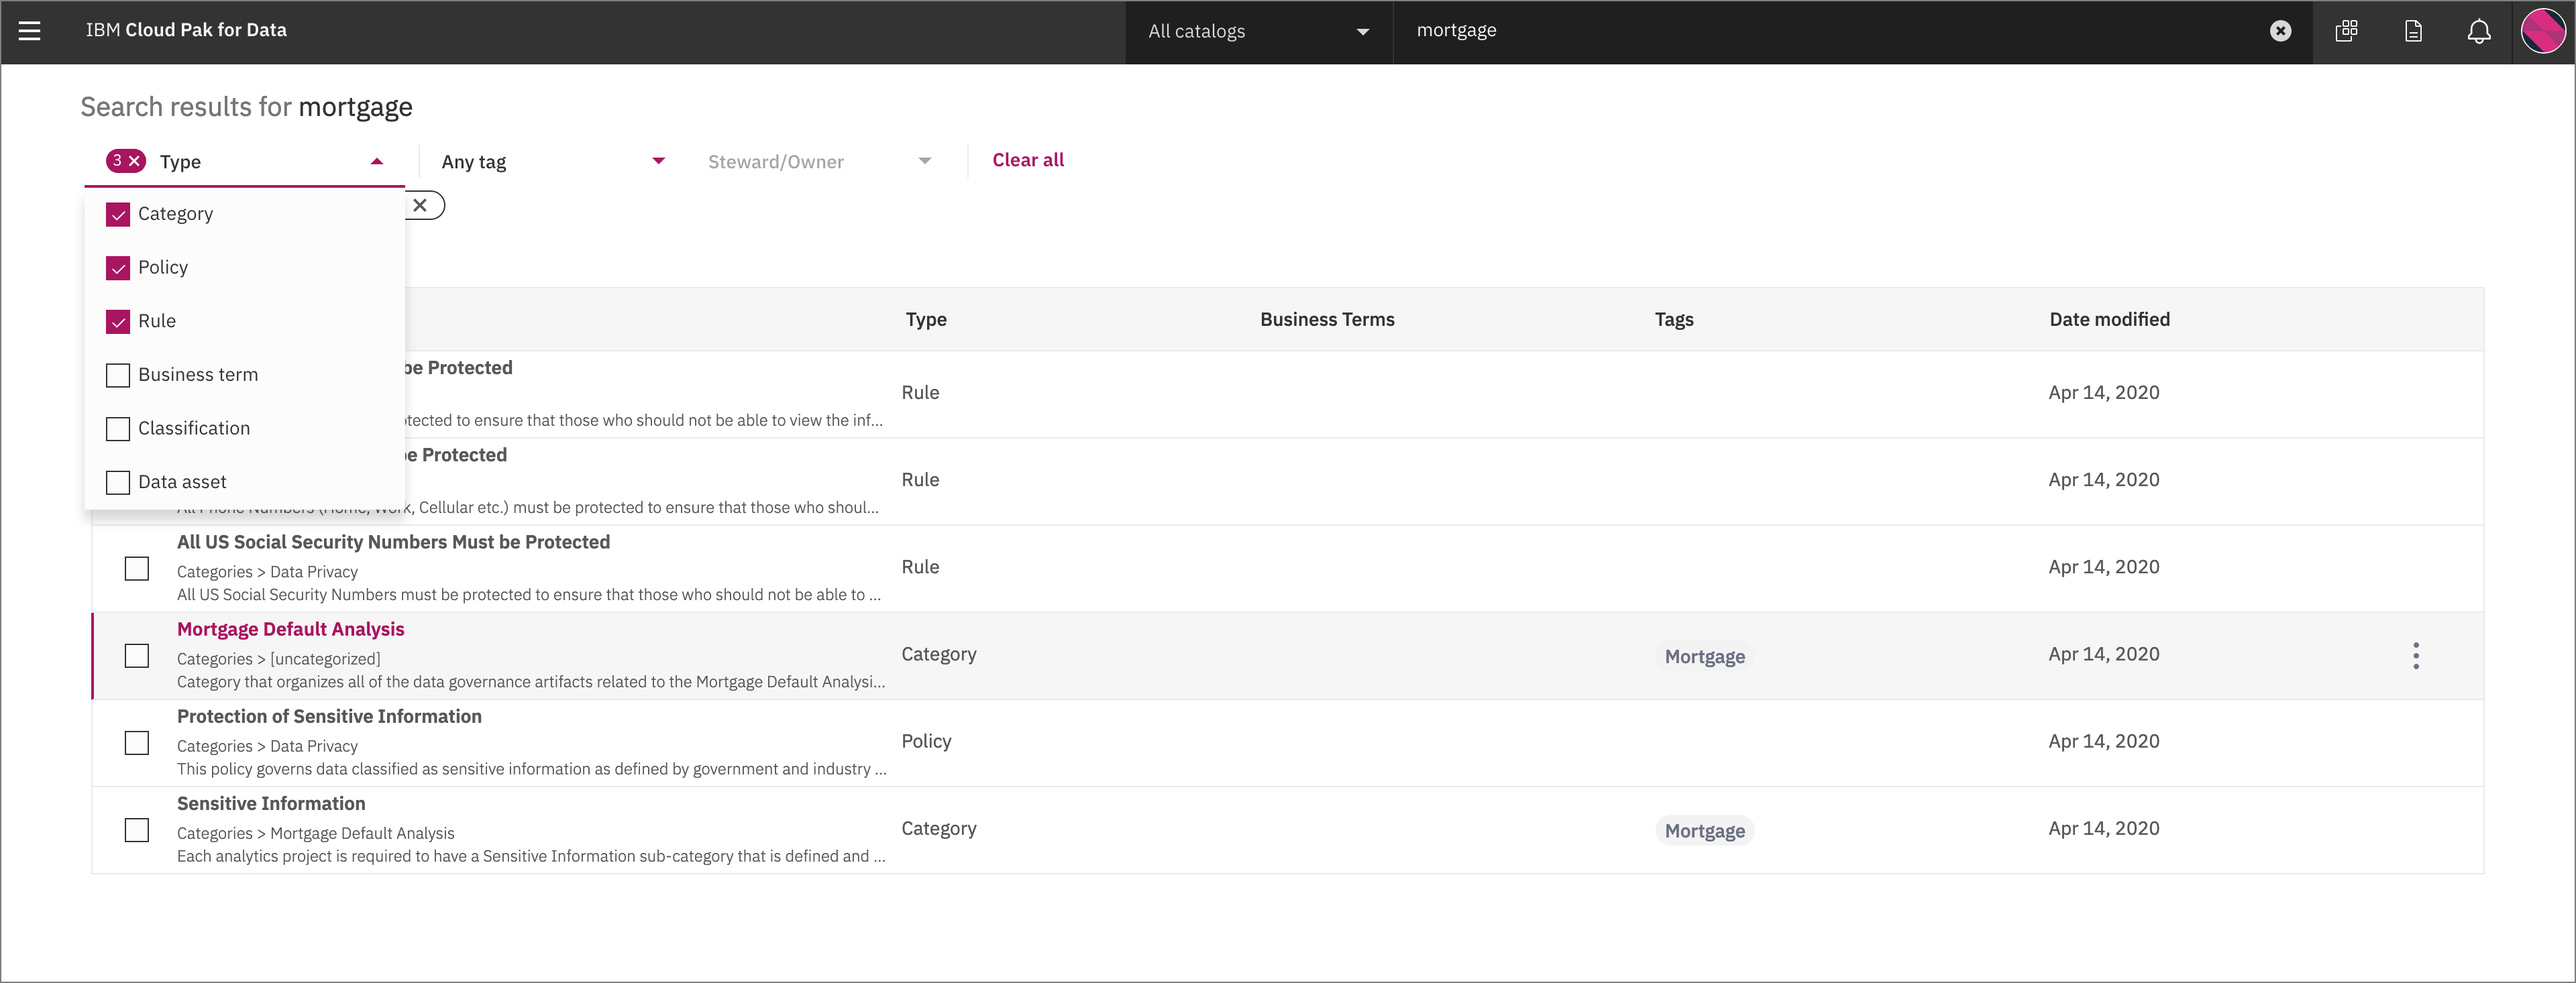 IBM Cloud Pak for Data
All catalogs
mortgage
Search results for mortgage
3 Type
Any tag
Steward/Owner
Clear all
Category
Policy
Rule
Business term
Classification
Data asset
Type Business Terms Tags Date modified
be Protected
Rule Apr 14, 2020
to ensure that those who should not be able to view the inf...
Protected
Rule Apr 14, 2020
All Phone Numbers (Home, Work, Cellular etc.) must be protected to ensure that those who shoul...
All US Social Security Numbers Must be Protected
Categories > Data Privacy
Rule Apr 14, 2020
All US Social Security Numbers must be protected to ensure that those who should not be able to ...
Mortgage Default Analysis
Categories > [uncategorized]
Category Mortgage Apr 14, 2020
Category that organizes all of the data governance artifacts related to the Mortgage Default Analysi...
Protection of Sensitive Information
Categories > Data Privacy
Policy Apr 14, 2020
This policy governs data classified as sensitive information as defined by government and industry ...
Sensitive Information
Categories > Mortgage Default Analysis
Category Mortgage Apr 14, 2020
Each analytics project is required to have a Sensitive Information sub-category that is defined and ...